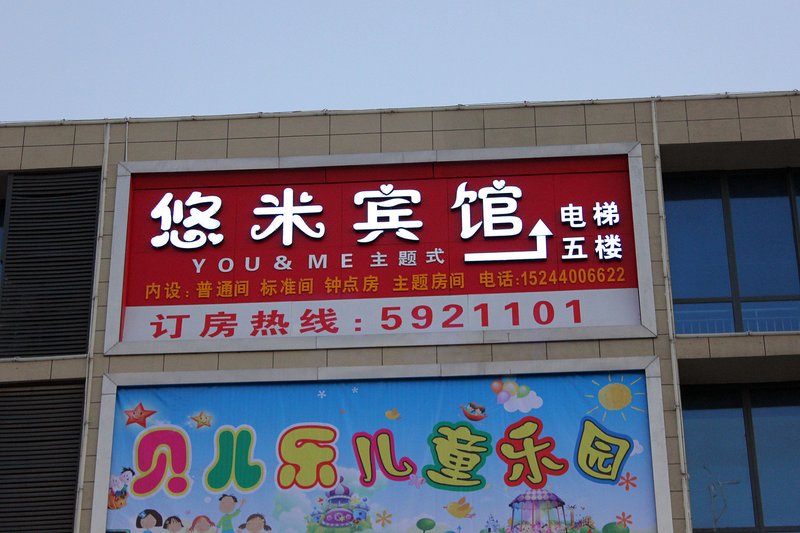 悠米宾馆
电梯
五楼
YOU & ME 主题式
内设：普通间 标准间 钟点房 主题房间 电话:15244006622
订房热线：5921101
贝儿乐儿童乐园